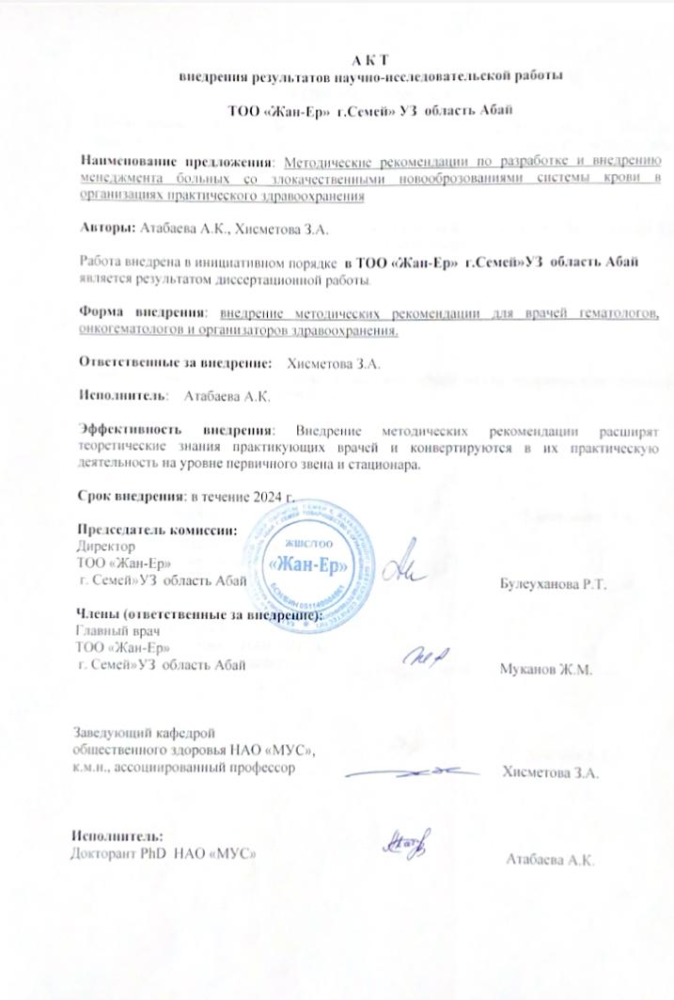 А К Т
внедрения результатов научно-исследовательской работы
ТОО «Жан-Ер» г.Семей» УЗ область Абай
Наименование предложения: Методические рекомендации по разработке и внедрению
менеджмента больных со злокачественными новооброзованиями системы крови в
организациях практического здравоохранения
Авторы: Атабаева А.К., Хисметова З.А.
Работа внедрена в инициативном порядке в ТОО «Жан-Ер» г.Семей»УЗ область Абай
является результатом диссертационной работы.
Форма внедрения: внедрение методических рекомендации для врачей гематологов,
онкогематологов и организаторов здравоохранения.
Ответственные за внедрение: Хисметова З.А.
Исполнитель: Атабаева А.К.
Эффективность внедрения: Внедрение методических рекомендации расширят
теоретические знания практикующих врачей и конвертируются в их практическую
деятельность на уровне первичного звена и стационара.
Срок внедрения: в течение 2024 г.
Председатель комиссии:
Директор
ТОО «Жан-Ер»
г. Семей»УЗ область Абай
Булеуханова Р.Т.
ЖШС/ТОО
«Жан-Ер»
Члены (ответственные за внедрение):
Главный врач
ТОО «Жан-Ер»
г. Семей»УЗ область Абай
Муканов Ж.М.
Заведующий кафедрой
общественного здоровья НАО «МУС»,
к.м.н., ассоциированный профессор
Хисметова З.А.
Исполнитель:
Докторант PhD НАО «МУС»
Атабаева А.К.